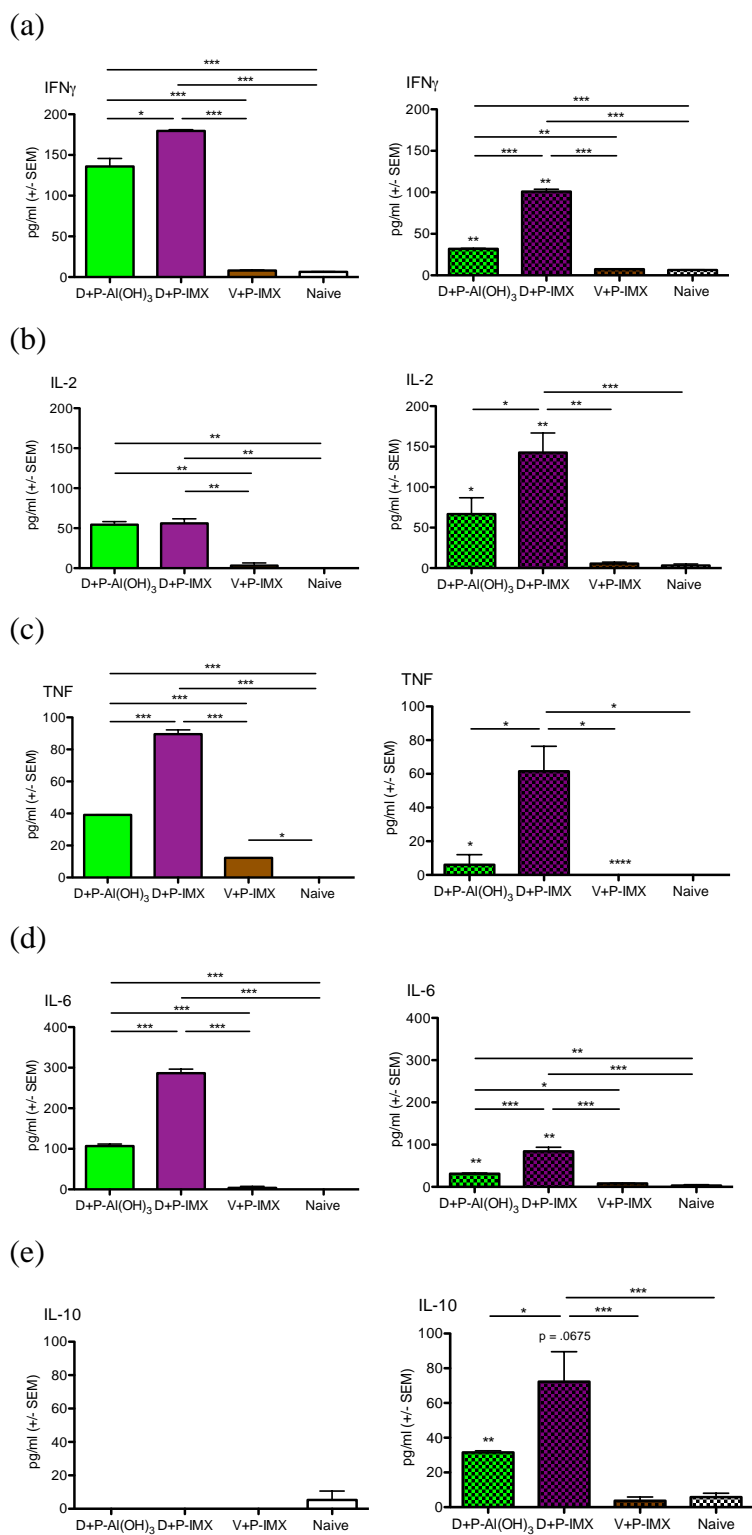 (a)
IFNγ
pg/ml (+/- SEM)
200
150
100
50
0
***
***
***
* ***
D+P-Al(OH)3 D+P-IMX V+P-IMX Naive
IFNγ
pg/ml (+/- SEM)
200
150
100
50
0
***
***
**
*** ***
**
**
D+P-Al(OH)3 D+P-IMX V+P-IMX Naive
(b)
IL-2
pg/ml (+/- SEM)
200
150
100
50
0
**
**
**
**
D+P-Al(OH)3 D+P-IMX V+P-IMX Naive
IL-2
pg/ml (+/- SEM)
200
150
100
50
0
***
* **
**
*
D+P-Al(OH)3 D+P-IMX V+P-IMX Naive
(c)
TNF
pg/ml (+/- SEM)
100
80
60
40
20
0
***
***
***
*** ***
*
D+P-Al(OH)3 D+P-IMX V+P-IMX Naive
TNF
pg/ml (+/- SEM)
100
80
60
40
20
0
*
* *
*
****
D+P-Al(OH)3 D+P-IMX V+P-IMX Naive
(d)
IL-6
pg/ml (+/- SEM)
400
300
200
100
0
***
***
***
*** ***
D+P-Al(OH)3 D+P-IMX V+P-IMX Naive
IL-6
pg/ml (+/- SEM)
400
300
200
100
0
**
***
*
*** ***
**
**
D+P-Al(OH)3 D+P-IMX V+P-IMX Naive
(e)
IL-10
pg/ml (+/- SEM)
100
80
60
40
20
0
D+P-Al(OH)3 D+P-IMX V+P-IMX Naive
IL-10
pg/ml (+/- SEM)
100
80
60
40
20
0
***
* ***
p = .0675
**
D+P-Al(OH)3 D+P-IMX V+P-IMX Naive